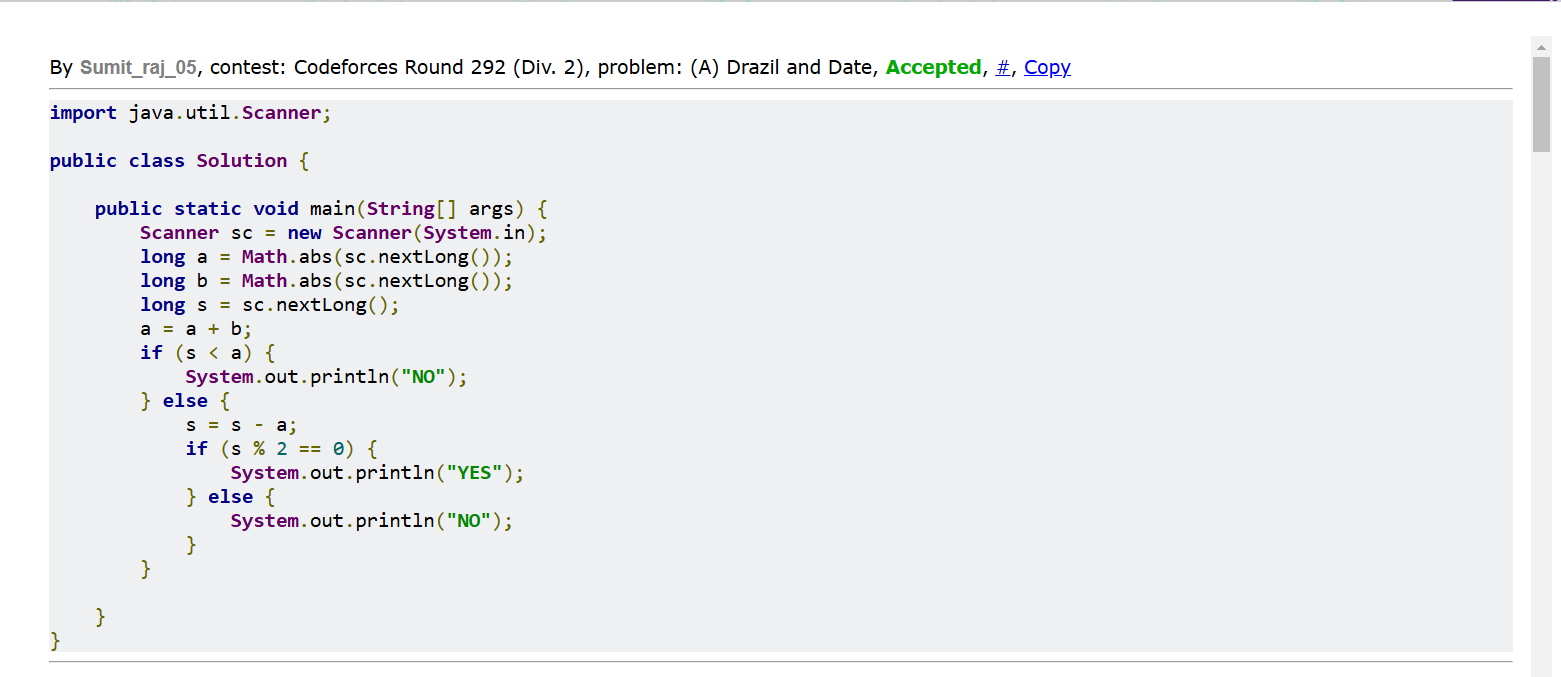 By Sumit_raj_05, contest: Codeforces Round 292 (Div. 2), problem: (A) Drazil and Date, Accepted, #, Copy
import java.util.Scanner;
public class Solution {
    public static void main(String[] args) {
        Scanner sc = new Scanner(System.in);
        long a = Math.abs(sc.nextLong());
        long b = Math.abs(sc.nextLong());
        long s = sc.nextLong();
        a = a + b;
        if (s < a) {
            System.out.println("NO");
        } else {
            s = s - a;
            if (s % 2 == 0) {
                System.out.println("YES");
            } else {
                System.out.println("NO");
            }
        }
    }
}